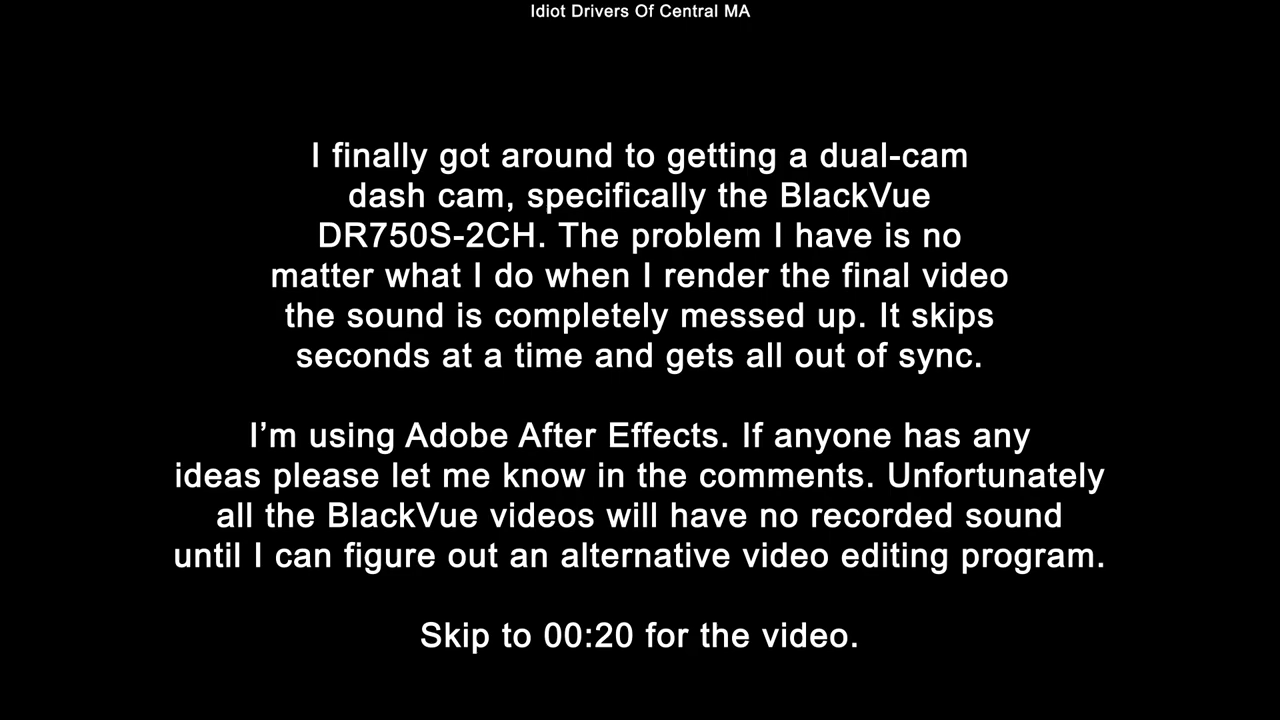 Idiot Drivers Of Central MA
I finally got around to getting a dual-cam
dash cam, specifically the BlackVue
DR750S-2CH. The problem I have is no
matter what I do when I render the final video
the sound is completely messed up. It skips
seconds at a time and gets all out of sync.
I’m using Adobe After Effects. If anyone has any
ideas please let me know in the comments. Unfortunately
all the BlackVue videos will have no recorded sound
until I can figure out an alternative video editing program.
Skip to 00:20 for the video.